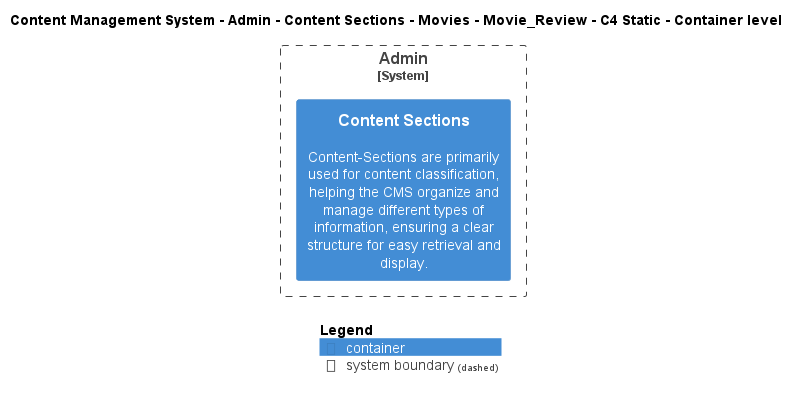 Content Management System - Admin - Content Sections - Movies - Movie_Review - C4 Static - Container level
Admin
[System]
Content Sections
Content-Sections are primarily
used for content classification,
helping the CMS organize and
manage different types of
information, ensuring a clear
structure for easy retrieval and
display.
Legend
container
system boundary (dashed)